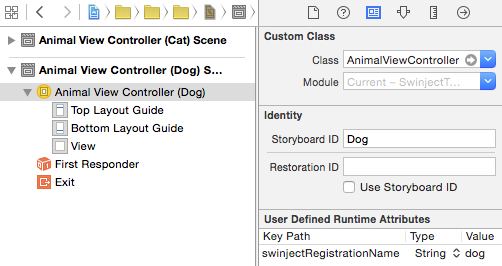 Animal View Controller (Cat) Scene
Animal View Controller (Dog) S...
Animal View Controller (Dog)
Top Layout Guide
Bottom Layout Guide
View
First Responder
Exit
Custom Class
Class AnimalViewController
Module Current – SwinjectT...
Identity
Storyboard ID Dog
Restoration ID
Use Storyboard ID
User Defined Runtime Attributes
Key Path Type Value
swinjectRegistrationName String dog